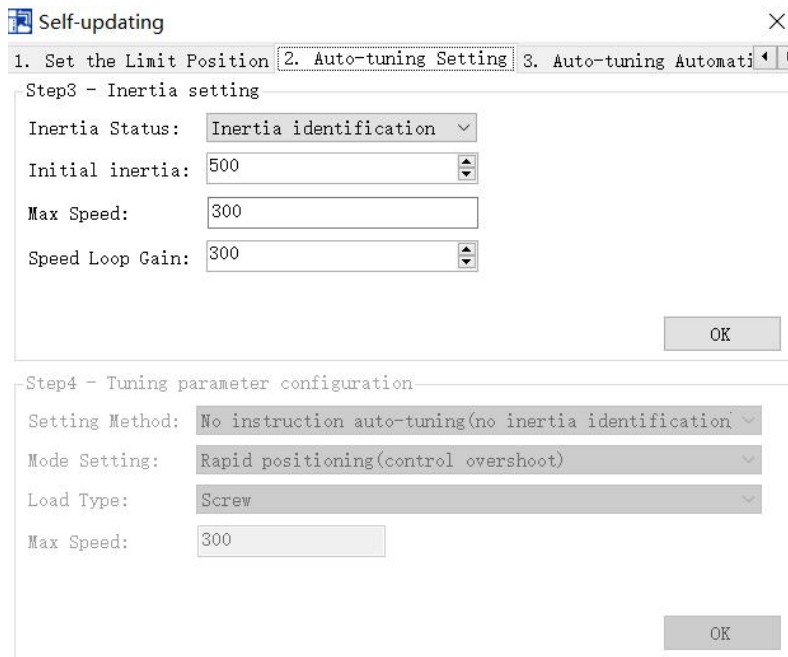 Self-updating
1. Set the Limit Position 2. Auto-tuning Setting 3. Auto-tuning Automati
Step3 - Inertia setting
Inertia Status: Inertia identification
Initial inertia: 500
Max Speed: 300
Speed Loop Gain: 300
OK
Step4 - Tuning parameter configuration
Setting Method: No instruction auto-tuning(no inertia identification
Mode Setting: Rapid positioning(control overshoot)
Load Type: Screw
Max Speed: 300
OK